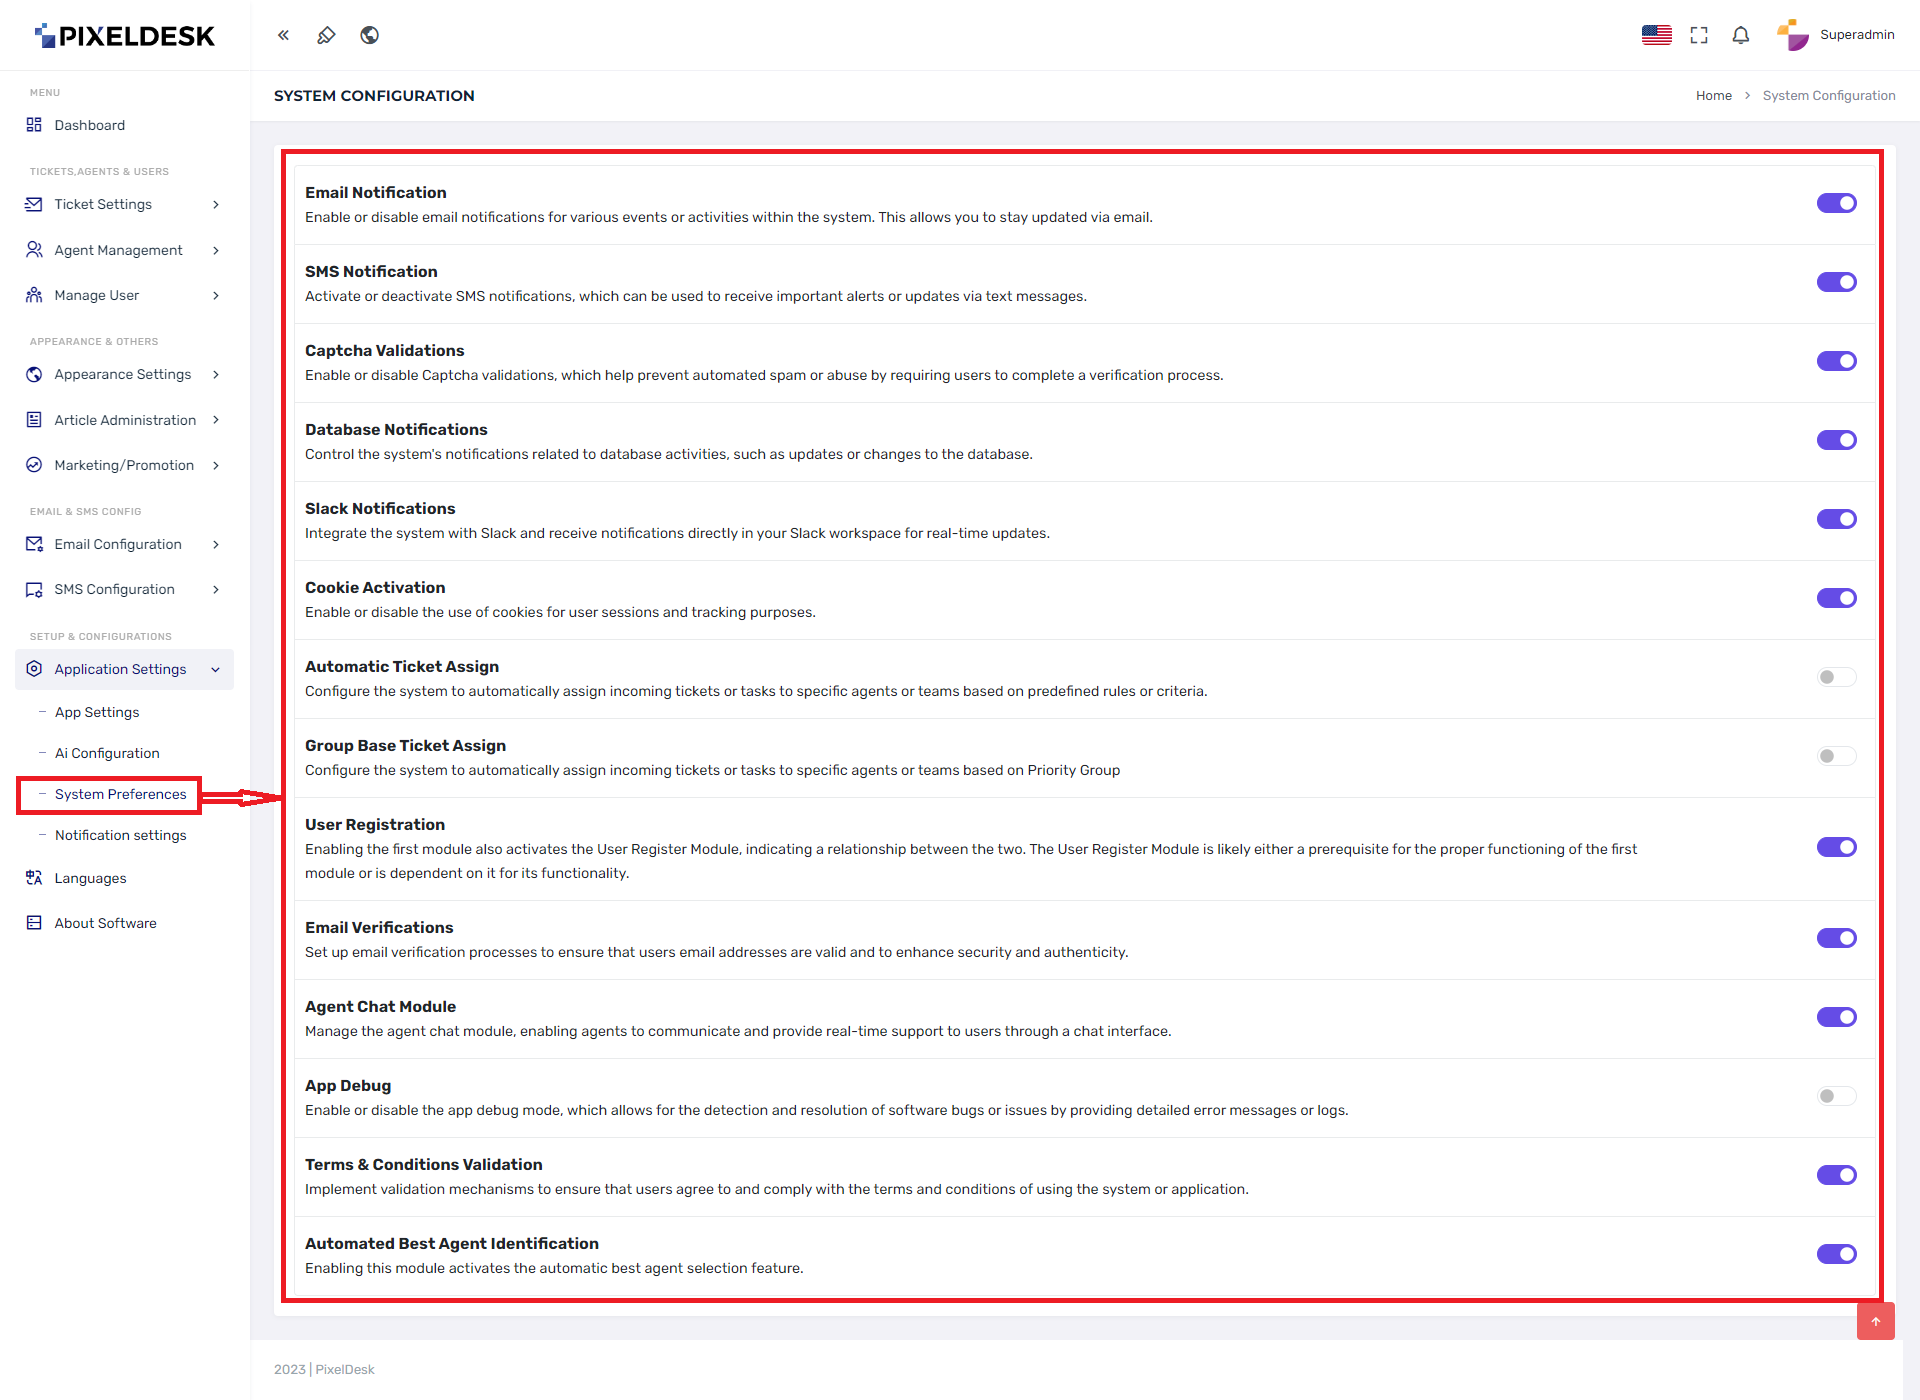 PIXELDESK
Superadmin
MENU
Dashboard
TICKETS,AGENTS & USERS
Ticket Settings
Agent Management
Manage User
APPEARANCE & OTHERS
Appearance Settings
Article Administration
Marketing/Promotion
EMAIL & SMS CONFIG
Email Configuration
SMS Configuration
SETUP & CONFIGURATIONS
Application Settings
App Settings
Ai Configuration
System Preferences
Notification settings
Languages
About Software
SYSTEM CONFIGURATION
Home > System Configuration
Email Notification
Enable or disable email notifications for various events or activities within the system. This allows you to stay updated via email.
SMS Notification
Activate or deactivate SMS notifications, which can be used to receive important alerts or updates via text messages.
Captcha Validations
Enable or disable Captcha validations, which help prevent automated spam or abuse by requiring users to complete a verification process.
Database Notifications
Control the system's notifications related to database activities, such as updates or changes to the database.
Slack Notifications
Integrate the system with Slack and receive notifications directly in your Slack workspace for real-time updates.
Cookie Activation
Enable or disable the use of cookies for user sessions and tracking purposes.
Automatic Ticket Assign
Configure the system to automatically assign incoming tickets or tasks to specific agents or teams based on predefined rules or criteria.
Group Base Ticket Assign
Configure the system to automatically assign incoming tickets or tasks to specific agents or teams based on Priority Group
User Registration
Enabling the first module also activates the User Register Module, indicating a relationship between the two. The User Register Module is likely either a prerequisite for the proper functioning of the first
module or is dependent on it for its functionality.
Email Verifications
Set up email verification processes to ensure that users email addresses are valid and to enhance security and authenticity.
Agent Chat Module
Manage the agent chat module, enabling agents to communicate and provide real-time support to users through a chat interface.
App Debug
Enable or disable the app debug mode, which allows for the detection and resolution of software bugs or issues by providing detailed error messages or logs.
Terms & Conditions Validation
Implement validation mechanisms to ensure that users agree to and comply with the terms and conditions of using the system or application.
Automated Best Agent Identification
Enabling this module activates the automatic best agent selection feature.
2023 | PixelDesk